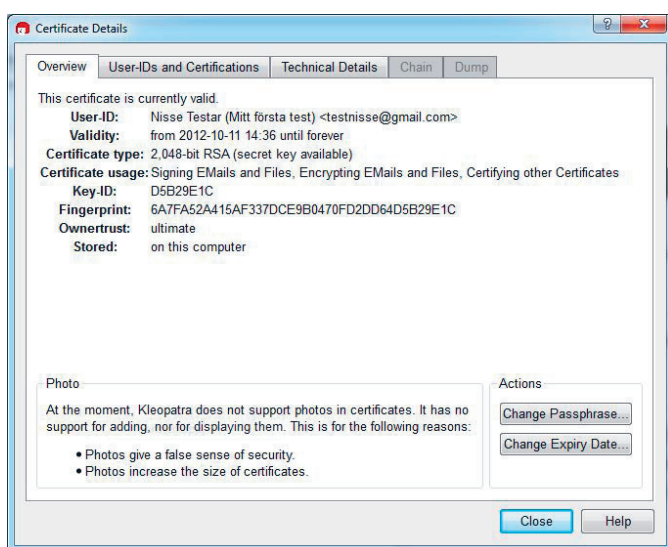 Certificate Details
Overview User-IDs and Certifications Technical Details Chain Dump
This certificate is currently valid.
User-ID: Nisse Testar (Mitt första test) <testnisse@gmail.com>
Validity: from 2012-10-11 14:36 until forever
Certificate type: 2,048-bit RSA (secret key available)
Certificate usage: Signing EMails and Files, Encrypting EMails and Files, Certifying other Certificates
Key-ID: D5B29E1C
Fingerprint: 6A7FA52A415AF337DCE9B0470FD2DD64D5B29E1C
Ownertrust: ultimate
Stored: on this computer
Photo
At the moment, Kleopatra does not support photos in certificates. It has no
support for adding, nor for displaying them. This is for the following reasons:
• Photos give a false sense of security.
• Photos increase the size of certificates.
Actions
Change Passphrase...
Change Expiry Date...
Close Help